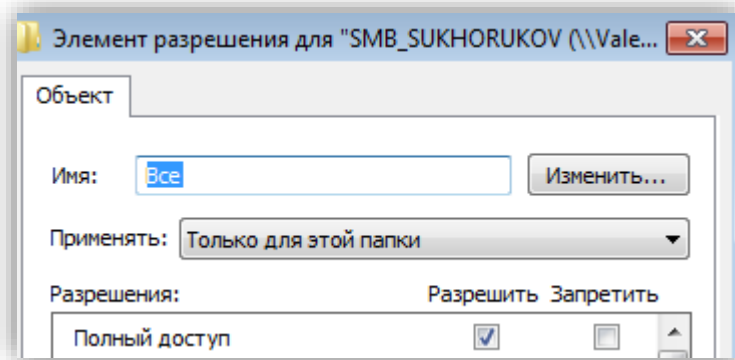 Элемент разрешения для "SMB_SUKHORUKOV (\\Vale...
Объект
Имя: Все Изменить...
Применять: Только для этой папки
Разрешения: Разрешить Запретить
Полный доступ